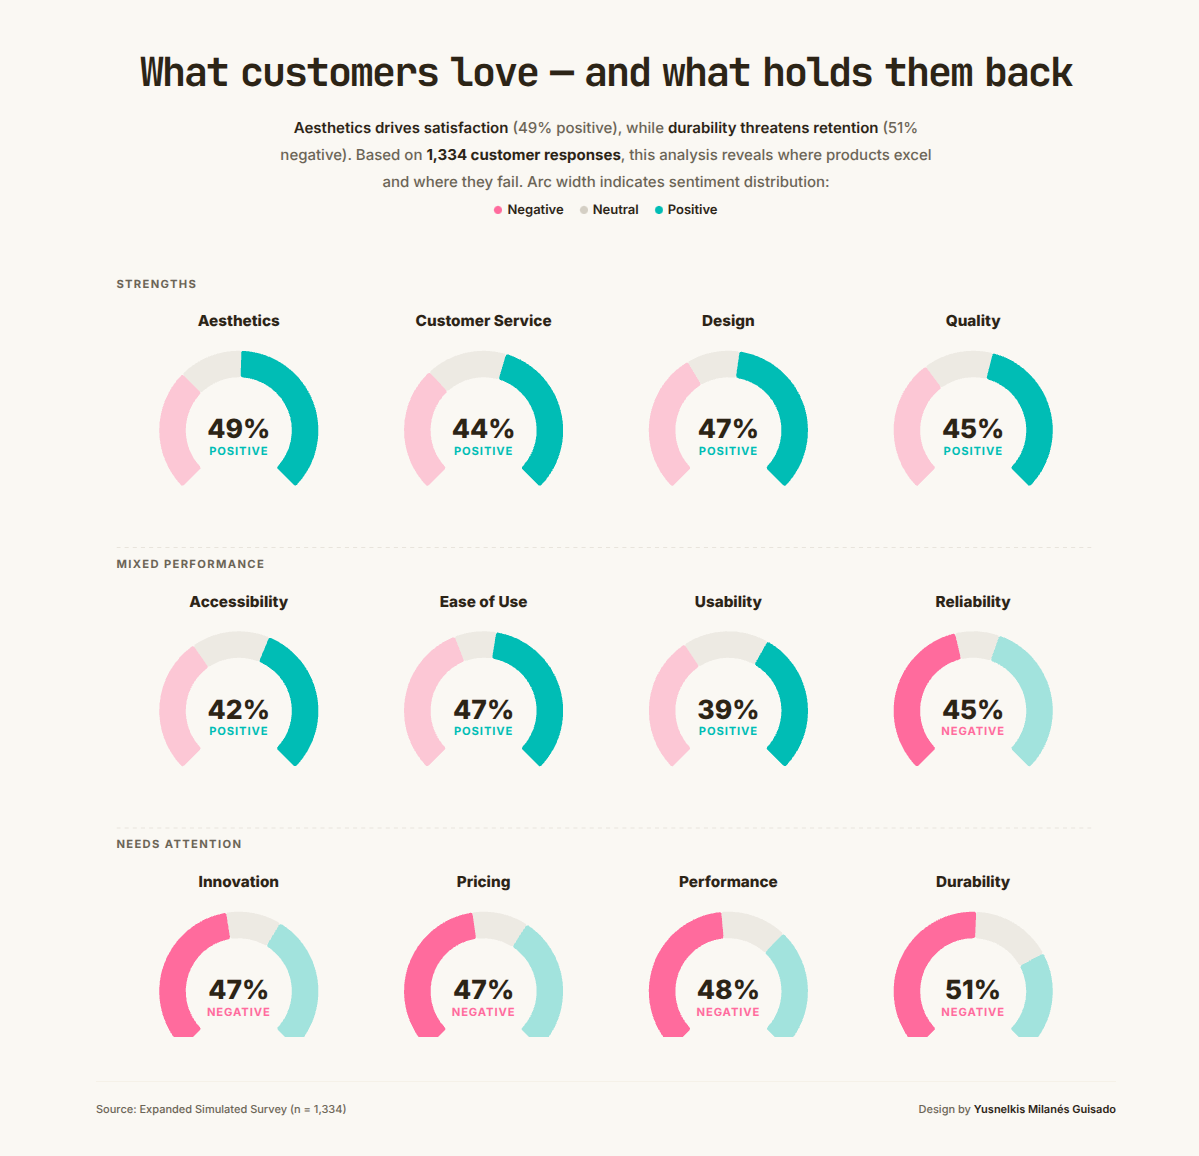 What customers love — and what holds them back
Aesthetics drives satisfaction (49% positive), while durability threatens retention (51%
negative). Based on 1,334 customer responses, this analysis reveals where products excel
and where they fail. Arc width indicates sentiment distribution:
Negative Neutral Positive
STRENGTHS
Aesthetics Customer Service Design Quality
49% 44% 47% 45%
POSITIVE POSITIVE POSITIVE POSITIVE
MIXED PERFORMANCE
Accessibility Ease of Use Usability Reliability
42% 47% 39% 45%
POSITIVE POSITIVE POSITIVE NEGATIVE
NEEDS ATTENTION
Innovation Pricing Performance Durability
47% 47% 48% 51%
NEGATIVE NEGATIVE NEGATIVE NEGATIVE
Source: Expanded Simulated Survey (n = 1,334) Design by Yusnelkis Milanés Guisado